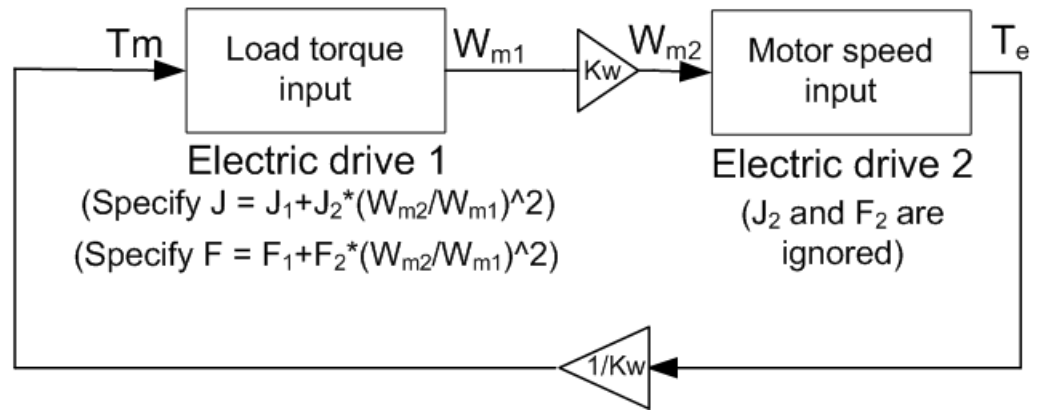 Tm
Load torque
input
Wm1
Kw
Wm2
Motor speed
input
Te
Electric drive 1
(Specify J = J1+J2*(Wm2/Wm1)^2)
(Specify F = F1+F2*(Wm2/Wm1)^2)
Electric drive 2
(J2 and F2 are
ignored)
1/Kw